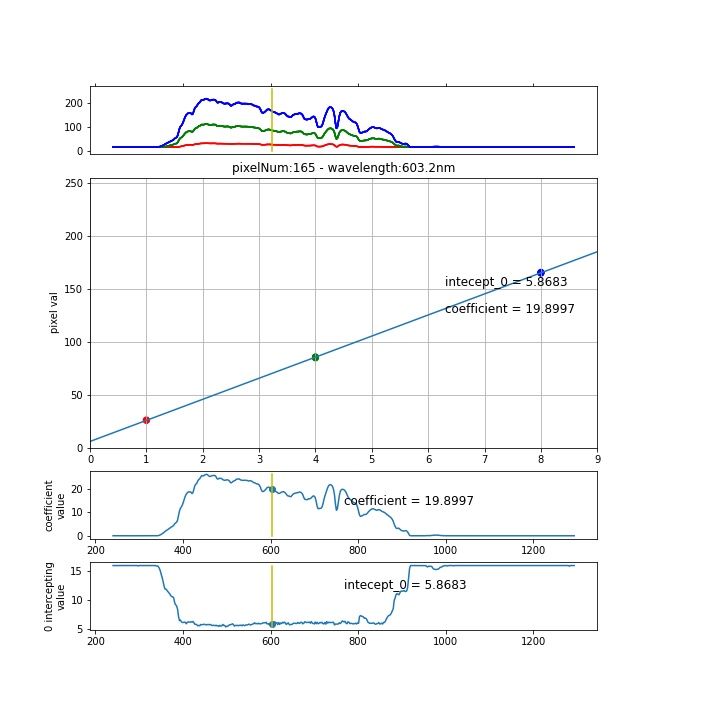 200
100
0
pixelNum:165 - wavelength:603.2nm
250
200
150
100
50
0
pixel val
intecept_0 = 5.8683
coefficient = 19.8997
0 1 2 3 4 5 6 7 8 9
20
10
0
coefficient
value
coefficient = 19.8997
200 400 600 800 1000 1200
15
10
5
0 intercepting
value
intecept_0 = 5.8683
200 400 600 800 1000 1200